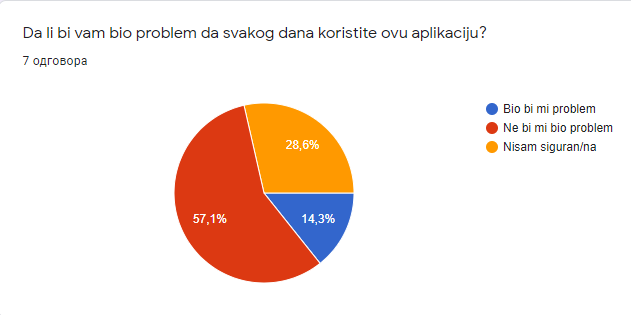 Da li bi vam bio problem da svakog dana koristite ovu aplikaciju?
7 одговора
Bio bi mi problem
Ne bi mi bio problem
Nisam siguran/na
28,6%
57,1%
14,3%